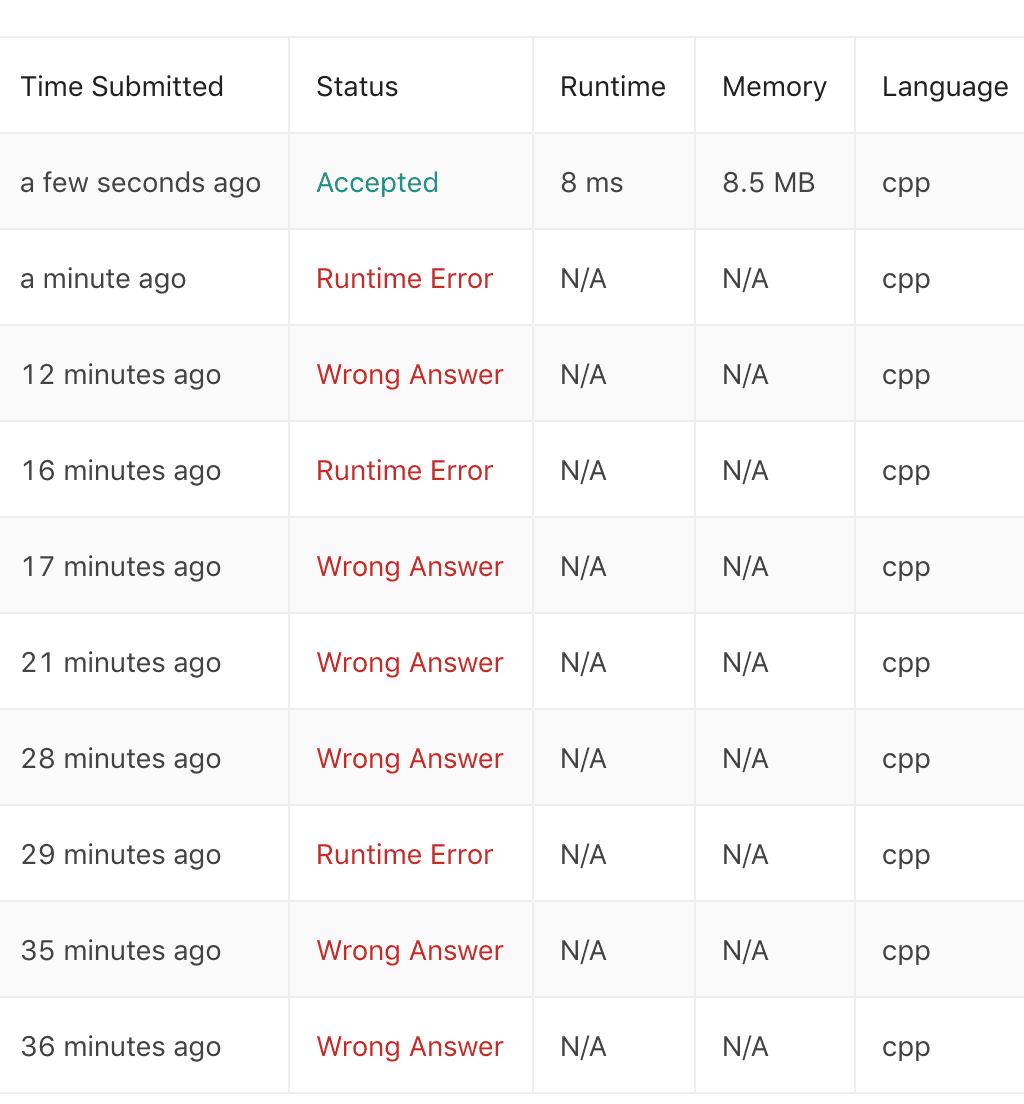 Time Submitted Status Runtime Memory Language
a few seconds ago Accepted 8 ms 8.5 MB cpp
a minute ago Runtime Error N/A N/A cpp
12 minutes ago Wrong Answer N/A N/A cpp
16 minutes ago Runtime Error N/A N/A cpp
17 minutes ago Wrong Answer N/A N/A cpp
21 minutes ago Wrong Answer N/A N/A cpp
28 minutes ago Wrong Answer N/A N/A cpp
29 minutes ago Runtime Error N/A N/A cpp
35 minutes ago Wrong Answer N/A N/A cpp
36 minutes ago Wrong Answer N/A N/A cpp